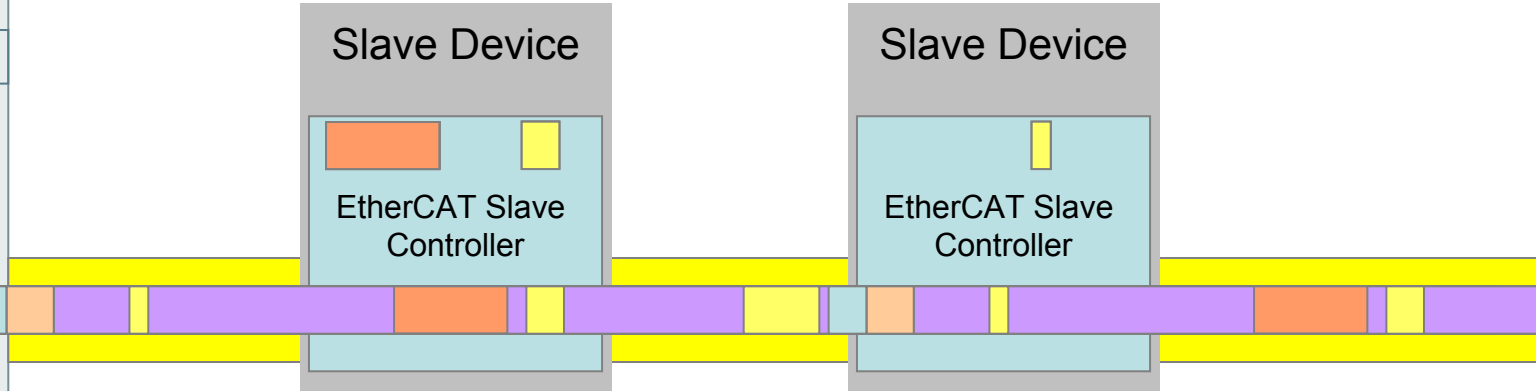 Slave Device
EtherCAT Slave
Controller
Slave Device
EtherCAT Slave
Controller